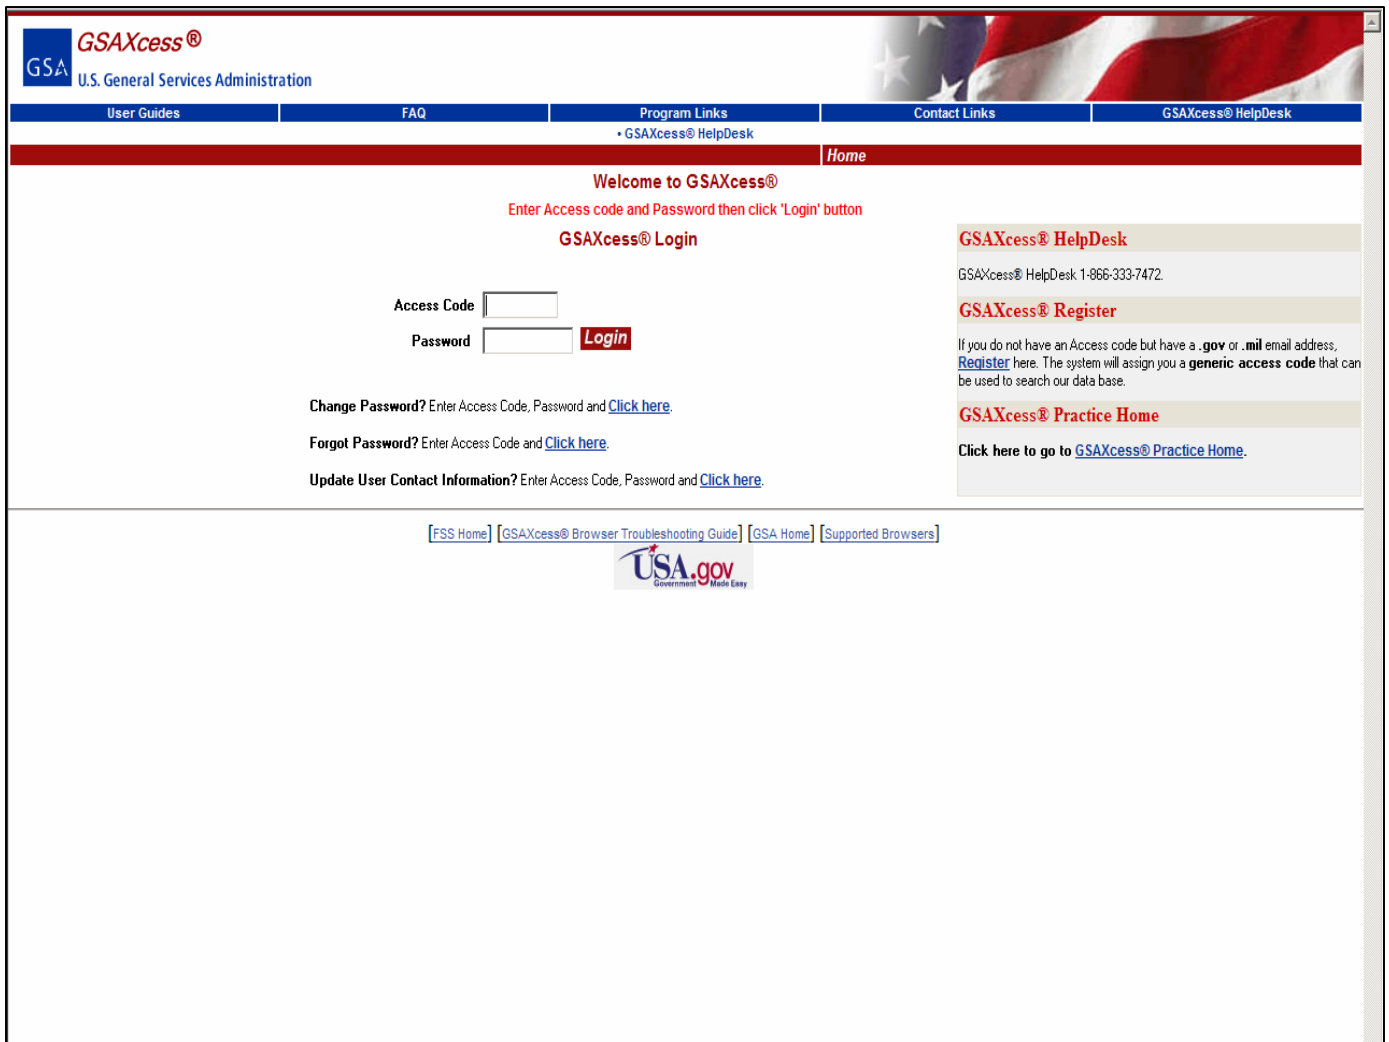 GSAXcess ®
GSA
U.S. General Services Administration
User Guides
FAQ
Program Links
Contact Links
GSAXcess® HelpDesk
• GSAXcess® HelpDesk
Home
Welcome to GSAXcess®
Enter Access code and Password then click 'Login' button
GSAXcess® Login
Access Code
Password
Login
Change Password? Enter Access Code, Password and Click here.
Forgot Password? Enter Access Code and Click here.
Update User Contact Information? Enter Access Code, Password and Click here.
GSAXcess® HelpDesk
GSAXcess® HelpDesk 1-866-333-7472.
GSAXcess® Register
If you do not have an Access code but have a .gov or .mil email address,
Register here. The system will assign you a generic access code that can
be used to search our data base.
GSAXcess® Practice Home
Click here to go to GSAXcess® Practice Home.
[FSS Home] [GSAXcess® Browser Troubleshooting Guide] [GSA Home] [Supported Browsers]
USA.gov
Government Made Easy